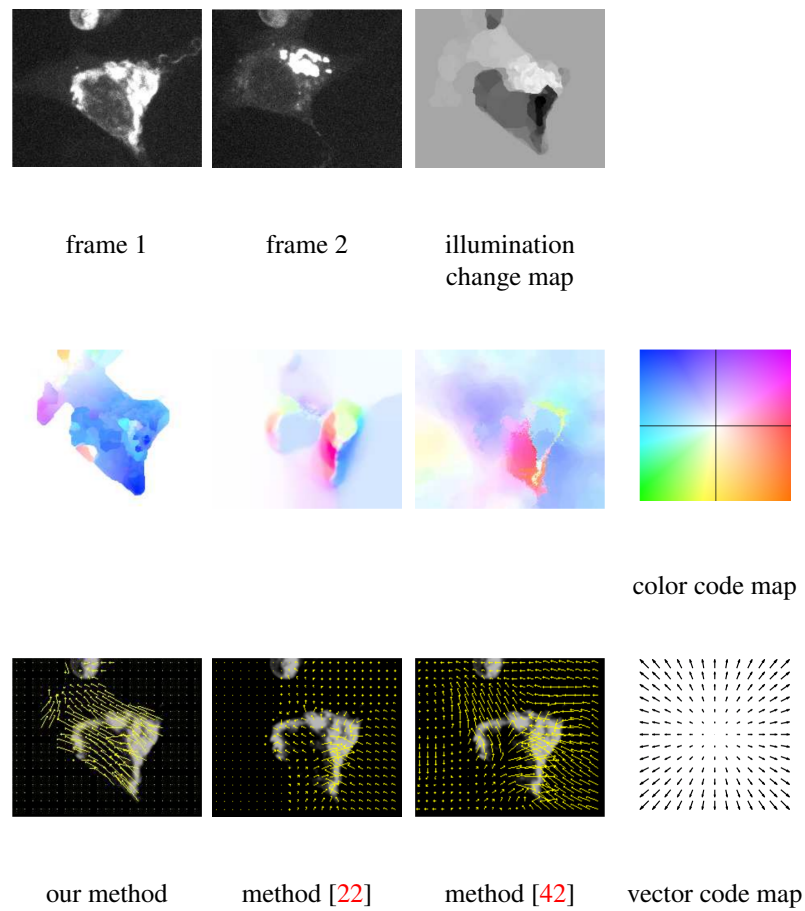 frame 1
frame 2
illumination
change map
color code map
our method
method [22]
method [42]
vector code map